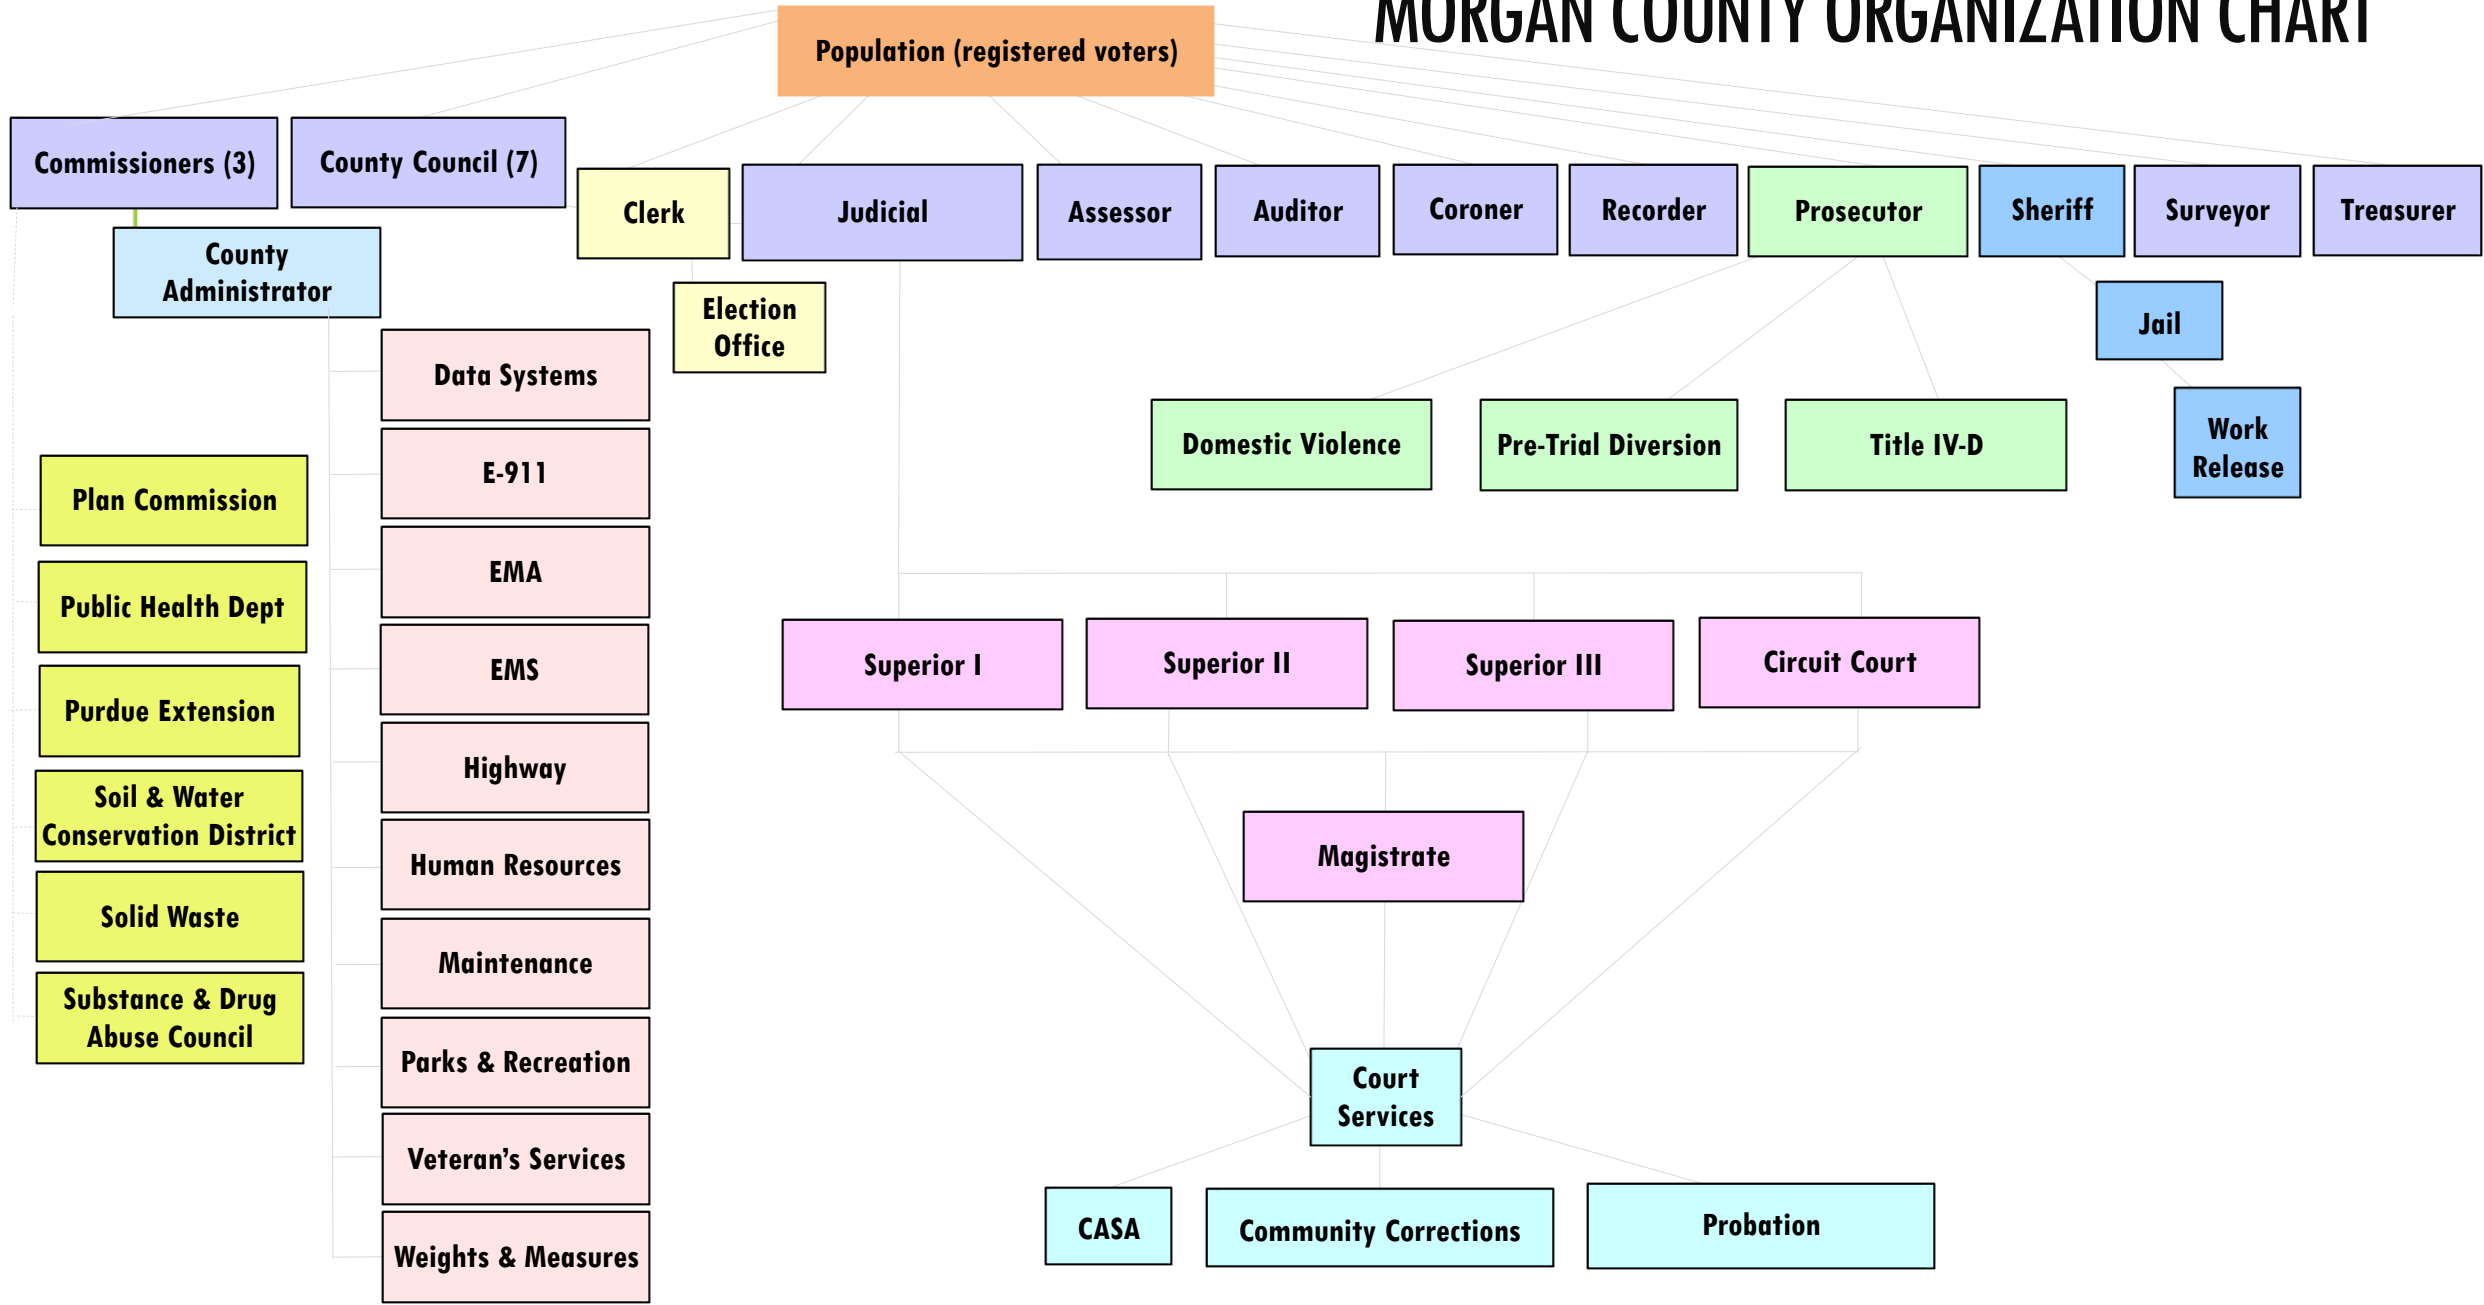 MORGAN COUNTY ORGANIZATION CHART
Population (registered voters)
Commissioners (3)
County Council (7)
Clerk
Judicial
Assessor
Auditor
Coroner
Recorder
Prosecutor
Sheriff
Surveyor
Treasurer
County
Administrator
Election
Office
Jail
Work
Release
Data Systems
E-911
EMA
EMS
Highway
Human Resources
Maintenance
Parks & Recreation
Veteran’s Services
Weights & Measures
Plan Commission
Public Health Dept
Purdue Extension
Soil & Water
Conservation District
Solid Waste
Substance & Drug
Abuse Council
Domestic Violence
Pre-Trial Diversion
Title IV-D
Superior I
Superior II
Superior III
Circuit Court
Magistrate
Court
Services
CASA
Community Corrections
Probation